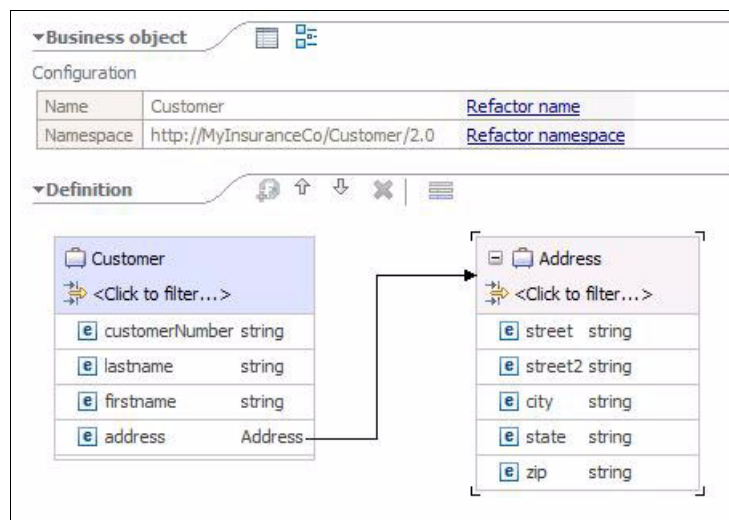 Business object
Configuration
Name Customer Refactor name
Namespace http://MyInsuranceCo/Customer/2.0 Refactor namespace
Definition
Customer
<Click to filter...>
customerNumber string
lastname string
firstname string
address Address
Address
<Click to filter...>
street string
street2 string
city string
state string
zip string